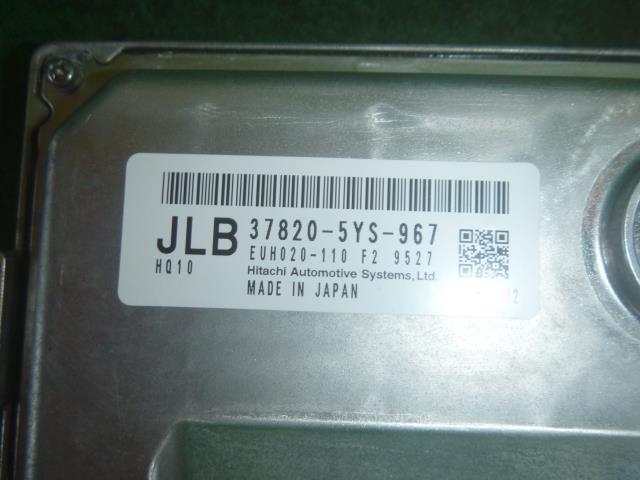 JLB 37820-5YS-967
HQ10 EUH020-110 F2 9527
Hitachi Automotive Systems, Ltd.
MADE IN JAPAN